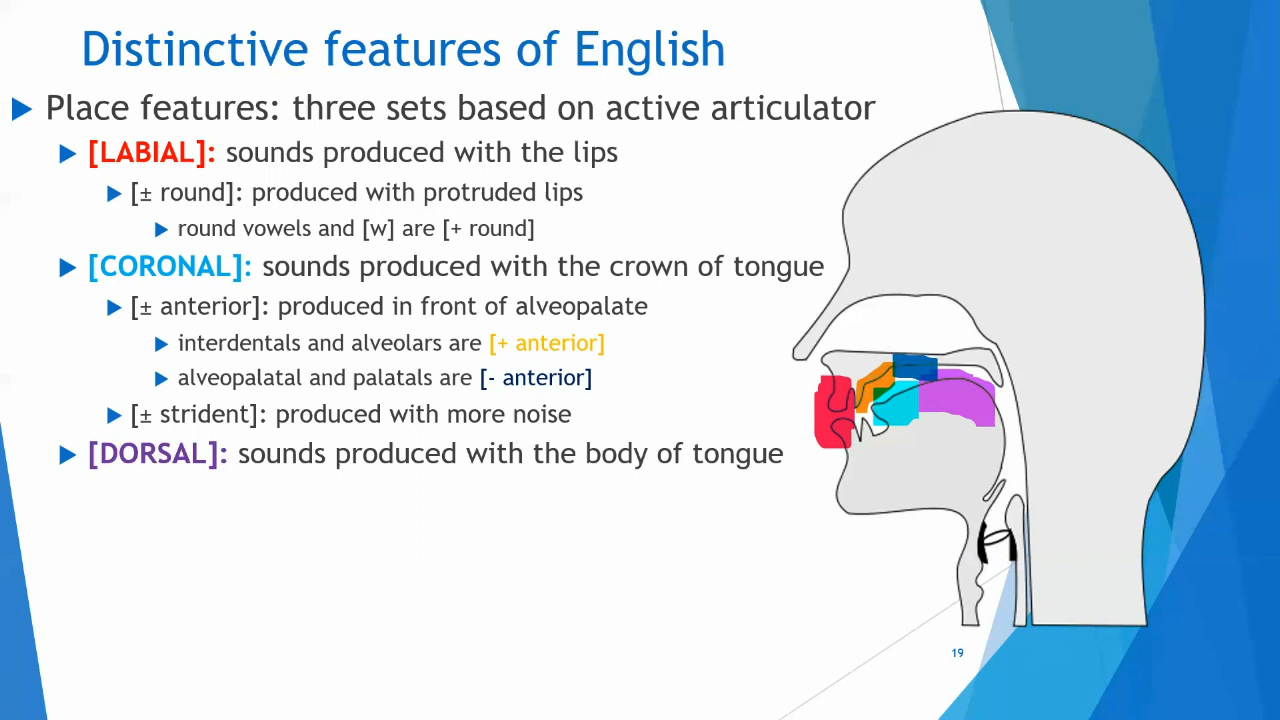 Distinctive features of English
Place features: three sets based on active articulator
[LABIAL]: sounds produced with the lips
[± round]: produced with protruded lips
round vowels and [w] are [+ round]
[CORONAL]: sounds produced with the crown of tongue
[± anterior]: produced in front of alveopalate
interdentals and alveolars are [+ anterior]
alveopalatal and palatals are [- anterior]
[± strident]: produced with more noise
[DORSAL]: sounds produced with the body of tongue
19